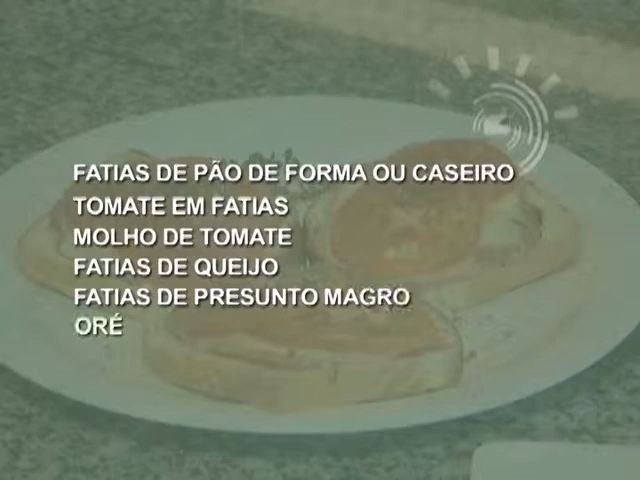 FATIAS DE PÃO DE FORMA OU CASEIRO
TOMATE EM FATIAS
MOLHO DE TOMATE
FATIAS DE QUEIJO
FATIAS DE PRESUNTO MAGRO
ORÉ